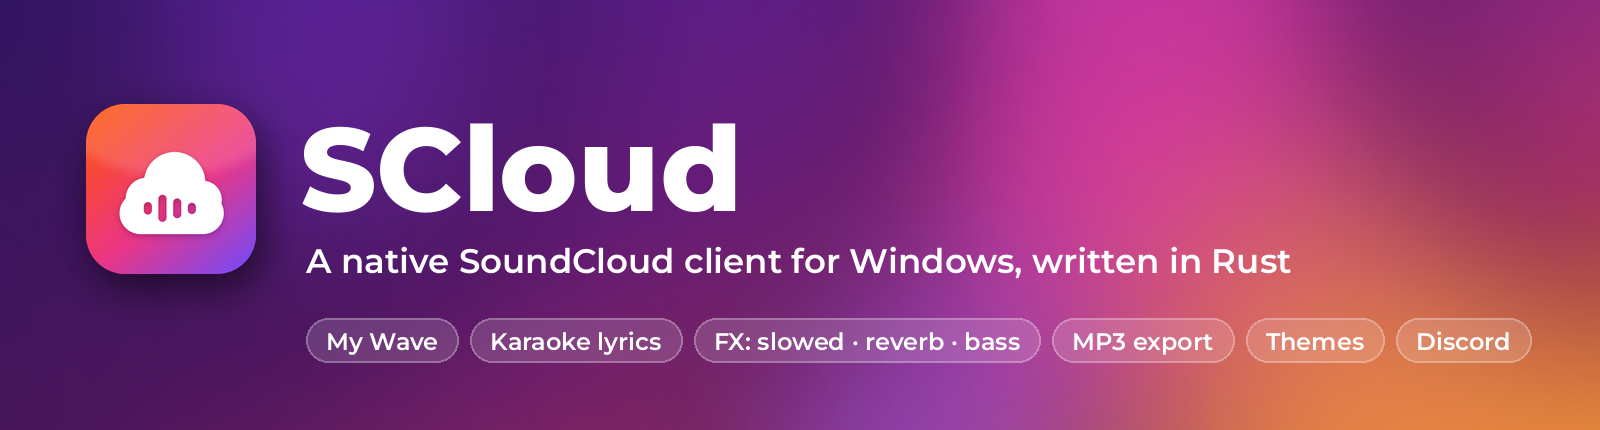 SCloud
A native SoundCloud client for Windows, written in Rust
My Wave Karaoke lyrics FX: slowed · reverb · bass MP3 export Themes Discord